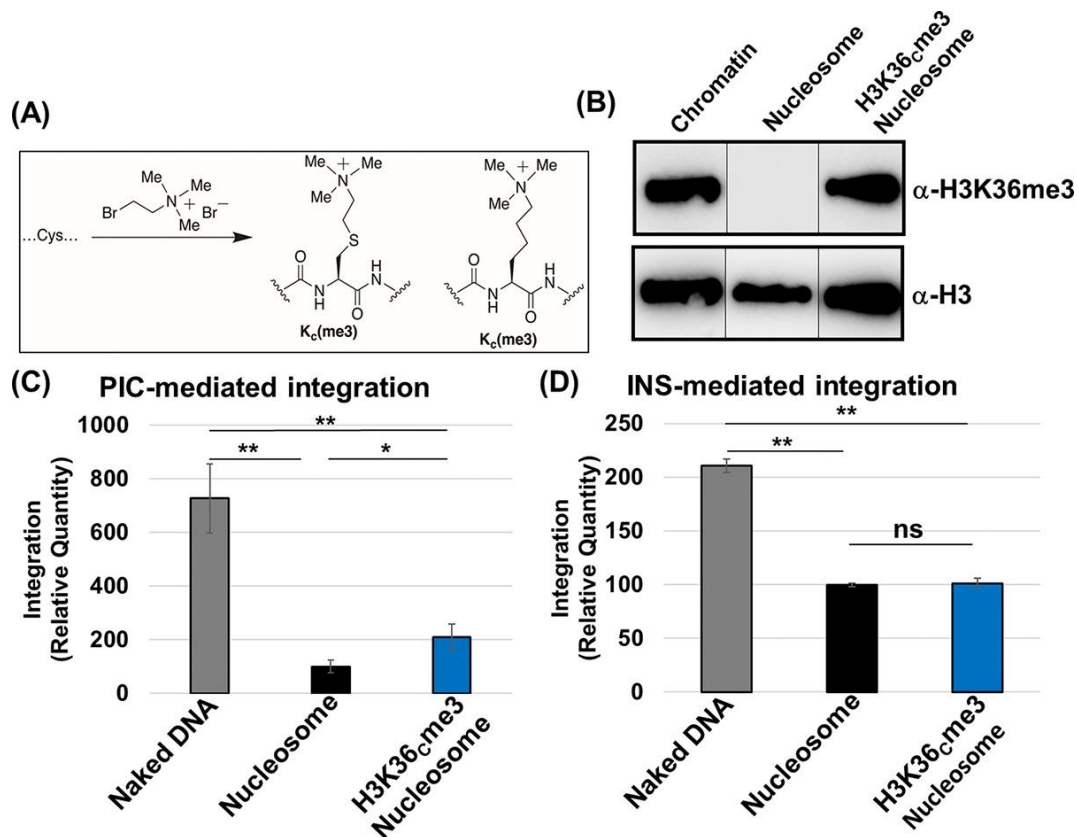 (A)
Me
Me
+
N
Me
Br
Br−
...Cys...
Me
+
Me
N
Me
S
O
H
N
N
H
O
Kc(me3)
Me
+
Me
N
Me
O
H
N
N
H
O
Kc(me3)
(B)
Chromatin
Nucleosome
H3K36cme3
Nucleosome
α-H3K36me3
α-H3
(C)
PIC-mediated integration
Integration
(Relative Quantity)
1000
800
600
400
200
0
**
**
*
Naked DNA
Nucleosome
H3K36cme3
Nucleosome
(D)
INS-mediated integration
Integration
(Relative Quantity)
250
200
150
100
50
0
**
**
ns
Naked DNA
Nucleosome
H3K36cme3
Nucleosome